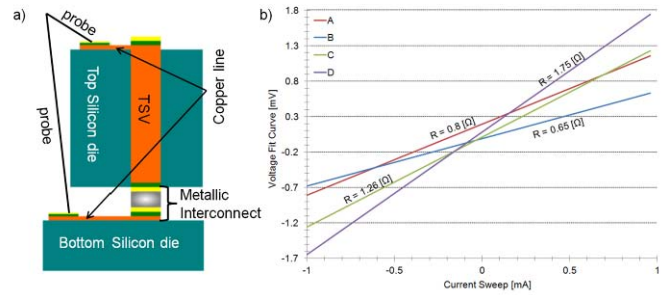 a)
probe
Copper line
Top Silicon die
TSV
probe
Metallic
Interconnect
Bottom Silicon die
b)
Voltage Fit Curve [mV]
1.8
1.3
0.8
0.3
-0.2
-0.7
-1.2
-1.7
A
B
C
D
R = 1.75 [Ω]
R = 0.8 [Ω]
R = 0.65 [Ω]
R = 1.26 [Ω]
-1
-0.5
0
0.5
1
Current Sweep [mA]